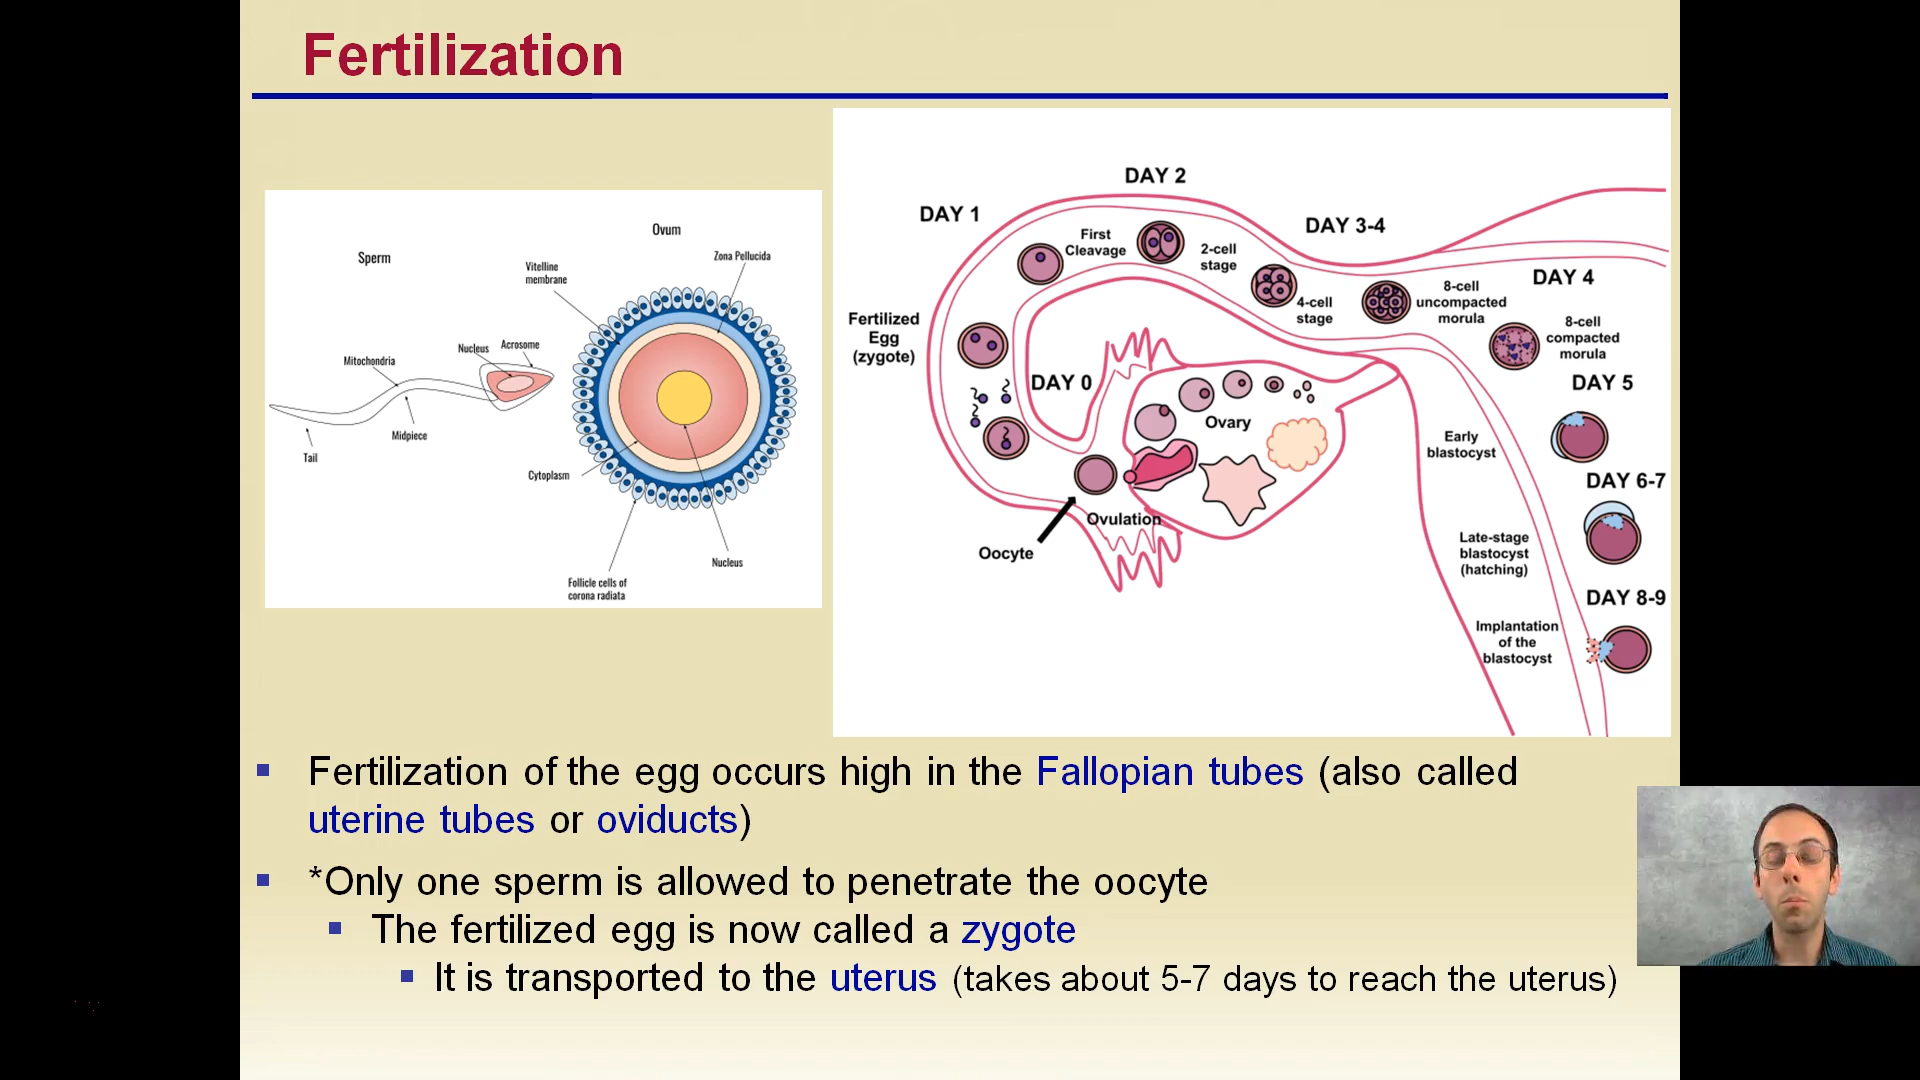 Fertilization
Sperm
Ovum
Vitelline
membrane
Zona Pellucida
Nucleus
Acrosome
Mitochondria
Midpiece
Tail
Cytoplasm
Nucleus
Follicle cells of
corona radiata
DAY 1
DAY 2
DAY 3-4
First
Cleavage
2-cell
stage
4-cell
stage
8-cell
uncompacted
morula
DAY 4
8-cell
compacted
morula
Fertilized
Egg
(zygote)
DAY 0
Ovary
DAY 5
Early
blastocyst
DAY 6-7
Ovulation
Oocyte
Late-stage
blastocyst
(hatching)
DAY 8-9
Implantation
of the
blastocyst
Fertilization of the egg occurs high in the Fallopian tubes (also called
uterine tubes or oviducts)
*Only one sperm is allowed to penetrate the oocyte
The fertilized egg is now called a zygote
It is transported to the uterus (takes about 5-7 days to reach the uterus)